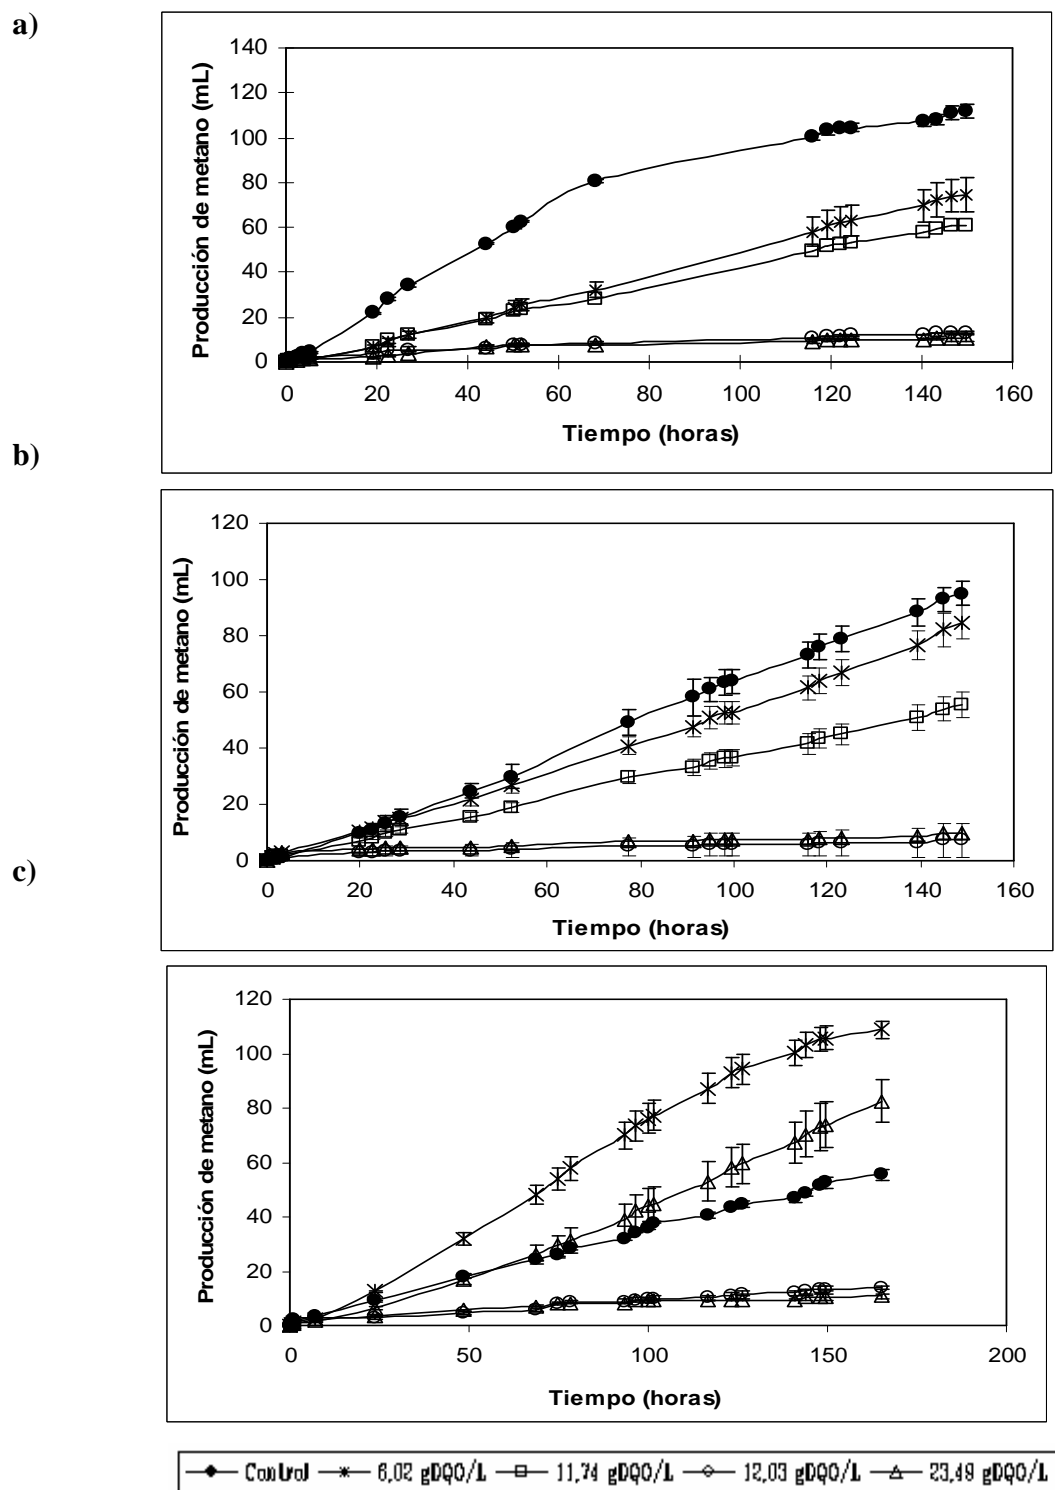 a)
Producción de metano (mL)
140
120
100
80
60
40
20
0
0 20 40 60 80 100 120 140 160
Tiempo (horas)
b)
Producción de metano (mL)
120
100
80
60
40
20
0
0 20 40 60 80 100 120 140 160
Tiempo (horas)
c)
Producción de metano (mL)
120
100
80
60
40
20
0
0 50 100 150 200
Tiempo (horas)
Control 6,02 gDQO/L 11,74 gDQO/L 12,03 gDQO/L 23,49 gDQO/L